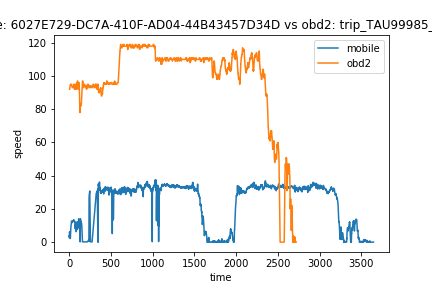 e: 6027E729-DC7A-410F-AD04-44B43457D34D vs obd2: trip_TAU99985_
120
100
80
60
40
20
0
speed
mobile
obd2
0 500 1000 1500 2000 2500 3000 3500
time